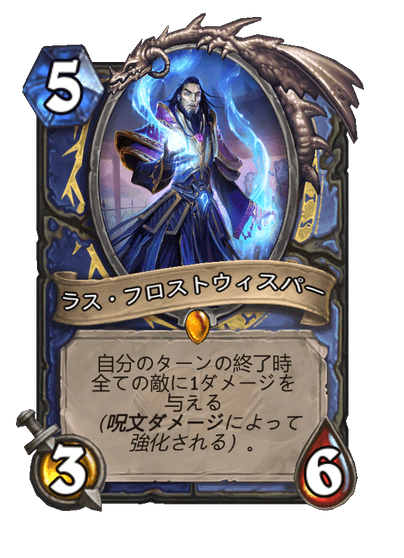 5
ラス・フロストウィスパー
自分のターンの終了時
全ての敵に1ダメージを
与える
(呪文ダメージによって
強化される)。
3
6